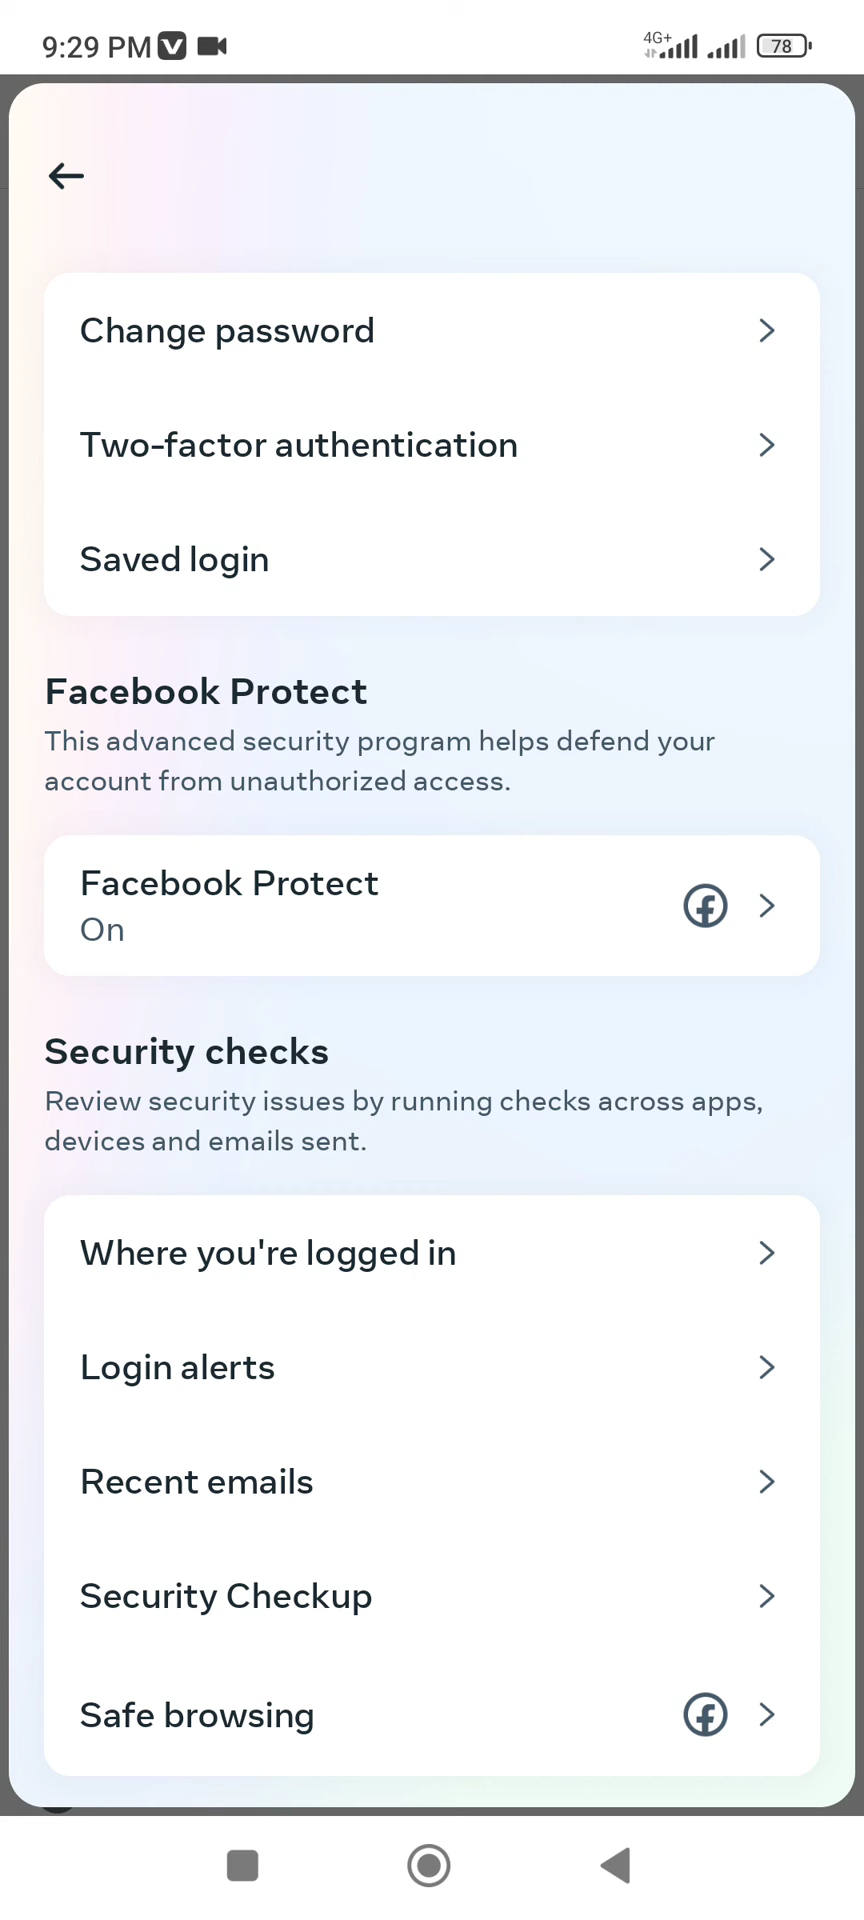 9:29 PM
4G+
78
Change password
Two-factor authentication
Saved login
Facebook Protect
This advanced security program helps defend your
account from unauthorized access.
Facebook Protect
On
Security checks
Review security issues by running checks across apps,
devices and emails sent.
Where you're logged in
Login alerts
Recent emails
Security Checkup
Safe browsing